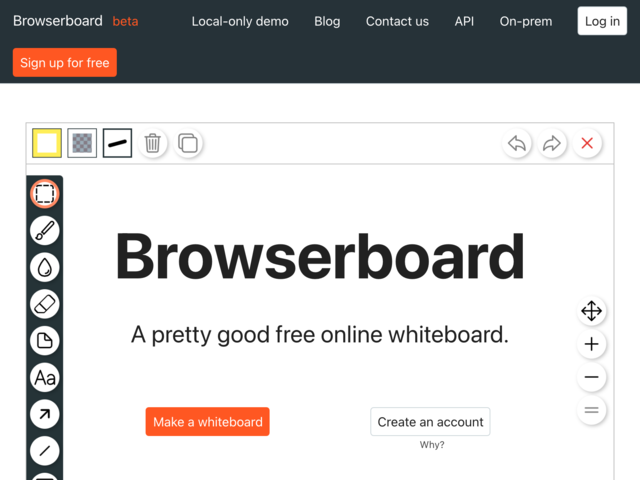 Browserboard beta Local-only demo Blog Contact us API On-prem Log in
Sign up for free
Browserboard
A pretty good free online whiteboard.
Aa
Make a whiteboard Create an account
Why?